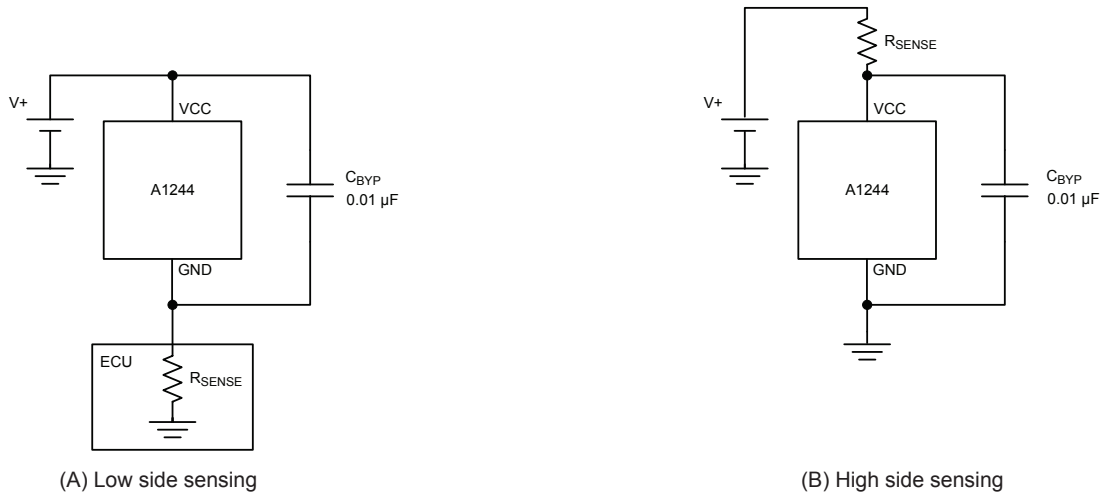 V+
VCC
A1244
C_BYP
0.01 µF
GND
ECU
R_SENSE
(A) Low side sensing
R_SENSE
V+
VCC
A1244
C_BYP
0.01 µF
GND
(B) High side sensing